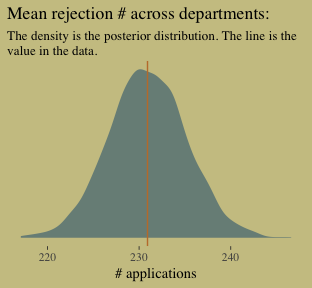 Mean rejection # across departments:
The density is the posterior distribution. The line is the
value in the data.
220 230 240
# applications